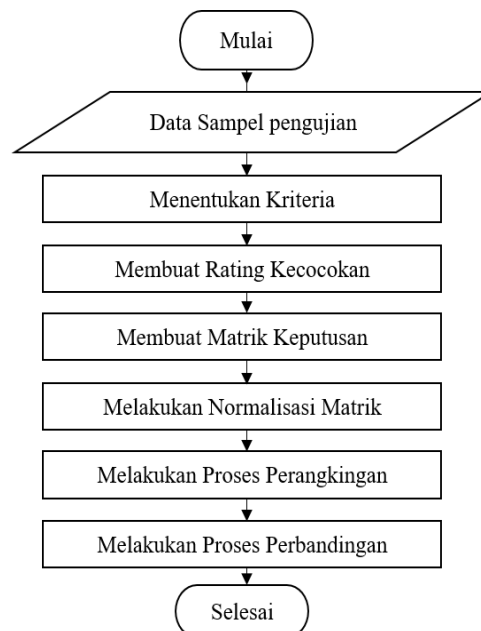 Mulai
Data Sampel pengujian
Menentukan Kriteria
Membuat Rating Kecocokan
Membuat Matrik Keputusan
Melakukan Normalisasi Matrik
Melakukan Proses Perangkingan
Melakukan Proses Perbandingan
Selesai